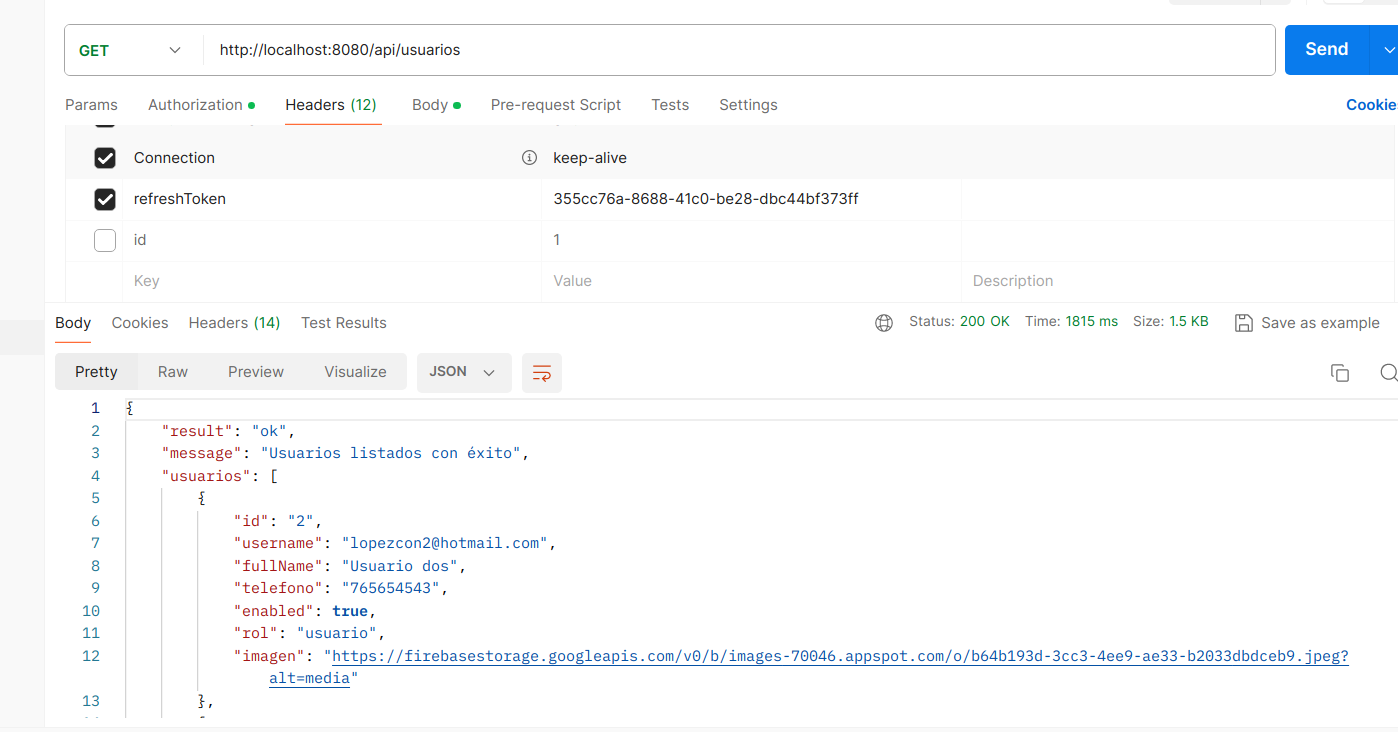 GET http://localhost:8080/api/usuarios Send
Params Authorization Headers (12) Body Pre-request Script Tests Settings Cookie
Connection keep-alive
refreshToken 355cc76a-8688-41c0-be28-dbc44bf373ff
id 1
Key Value Description
Body Cookies Headers (14) Test Results Status: 200 OK Time: 1815 ms Size: 1.5 KB Save as example
Pretty Raw Preview Visualize JSON
1 {
2 "result": "ok",
3 "message": "Usuarios listados con éxito",
4 "usuarios": [
5 {
6 "id": "2",
7 "username": "lopezcon2@hotmail.com",
8 "fullName": "Usuario dos",
9 "telefono": "765654543",
10 "enabled": true,
11 "rol": "usuario",
12 "imagen": "https://firebasestorage.googleapis.com/v0/b/images-70046.appspot.com/o/b64b193d-3cc3-4ee9-ae33-b2033dbdceb9.jpeg?
alt=media"
13 },